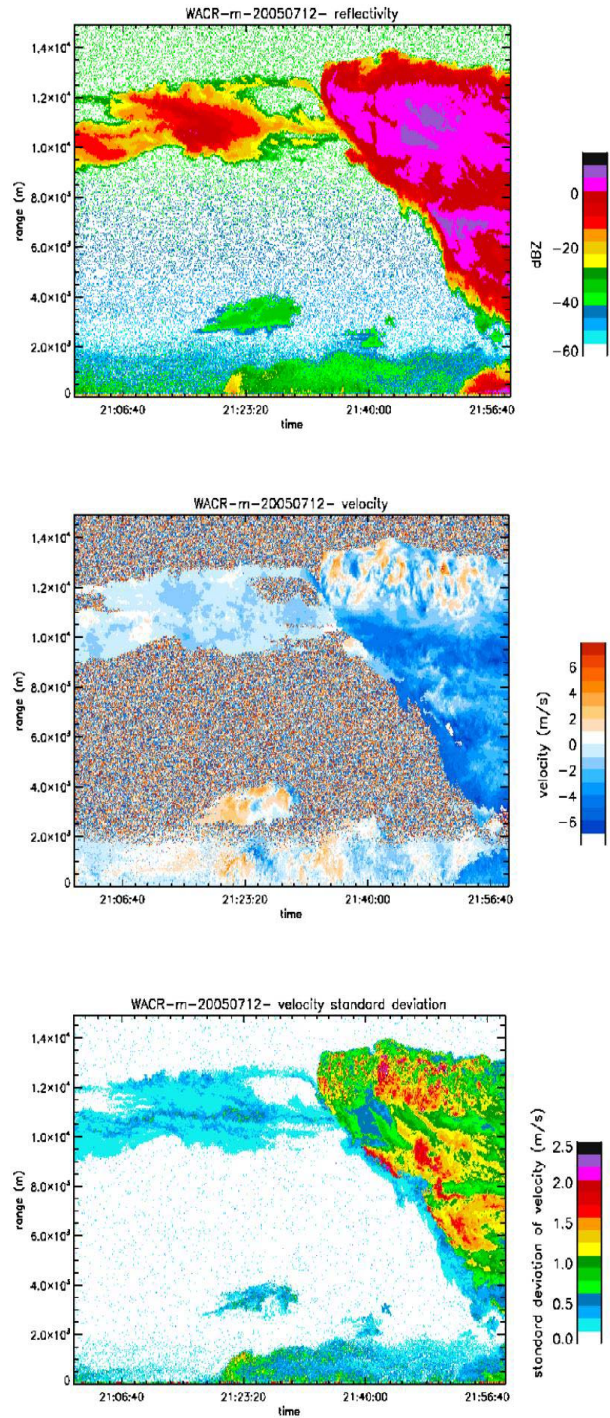 WACR-m-20050712- reflectivity
1.4×10⁴
1.2×10⁴
1.0×10⁴
8.0×10³
6.0×10³
4.0×10³
2.0×10³
0
range (m)
21:06:40 21:23:20 21:40:00 21:56:40
time
0
-20
-40
-60
dBZ
WACR-m-20050712- velocity
1.4×10⁴
1.2×10⁴
1.0×10⁴
8.0×10³
6.0×10³
4.0×10³
2.0×10³
0
range (m)
21:06:40 21:23:20 21:40:00 21:56:40
time
6
4
2
0
-2
-4
-6
velocity (m/s)
WACR-m-20050712- velocity standard deviation
1.4×10⁴
1.2×10⁴
1.0×10⁴
8.0×10³
6.0×10³
4.0×10³
2.0×10³
0
range (m)
21:06:40 21:23:20 21:40:00 21:56:40
time
2.5
2.0
1.5
1.0
0.5
0.0
standard deviation of velocity (m/s)